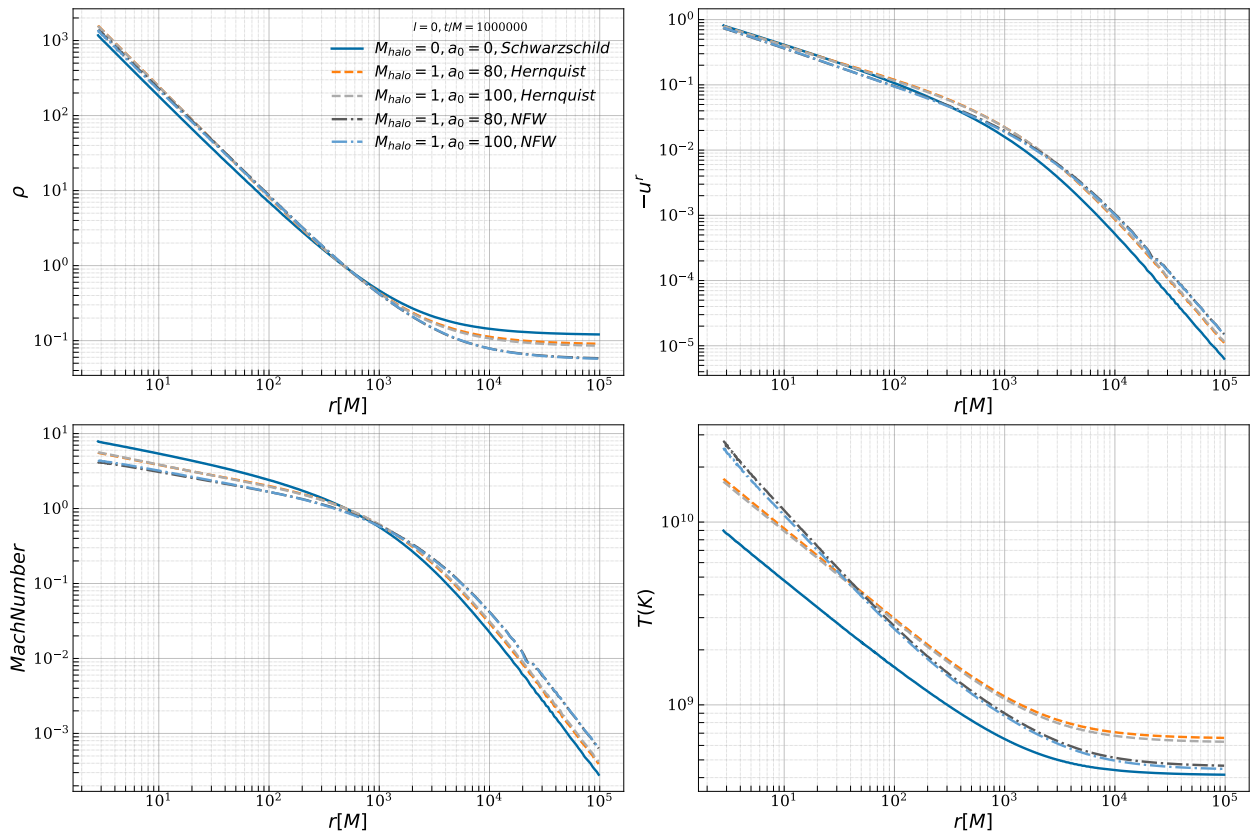 l = 0, t/M = 1000000
M_halo = 0, a_0 = 0, Schwarzschild
M_halo = 1, a_0 = 80, Hernquist
M_halo = 1, a_0 = 100, Hernquist
M_halo = 1, a_0 = 80, NFW
M_halo = 1, a_0 = 100, NFW
10^3
10^2
10^1
10^0
10^−1
ρ
10^1 10^2 10^3 10^4 10^5
r[M]
10^0
10^−1
10^−2
10^−3
10^−4
10^−5
−u^r
10^1 10^2 10^3 10^4 10^5
r[M]
10^1
10^0
10^−1
10^−2
10^−3
MachNumber
10^1 10^2 10^3 10^4 10^5
r[M]
10^10
10^9
T(K)
10^1 10^2 10^3 10^4 10^5
r[M]